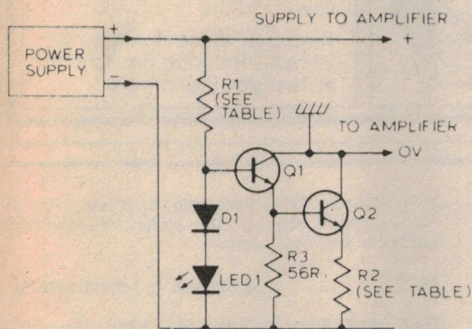 SUPPLY TO AMPLIFIER
+
+
POWER
SUPPLY
−
R1
(SEE
TABLE)
TO AMPLIFIER
0V
Q1
Q2
D1
R3
56R
LED1
R2
(SEE TABLE)